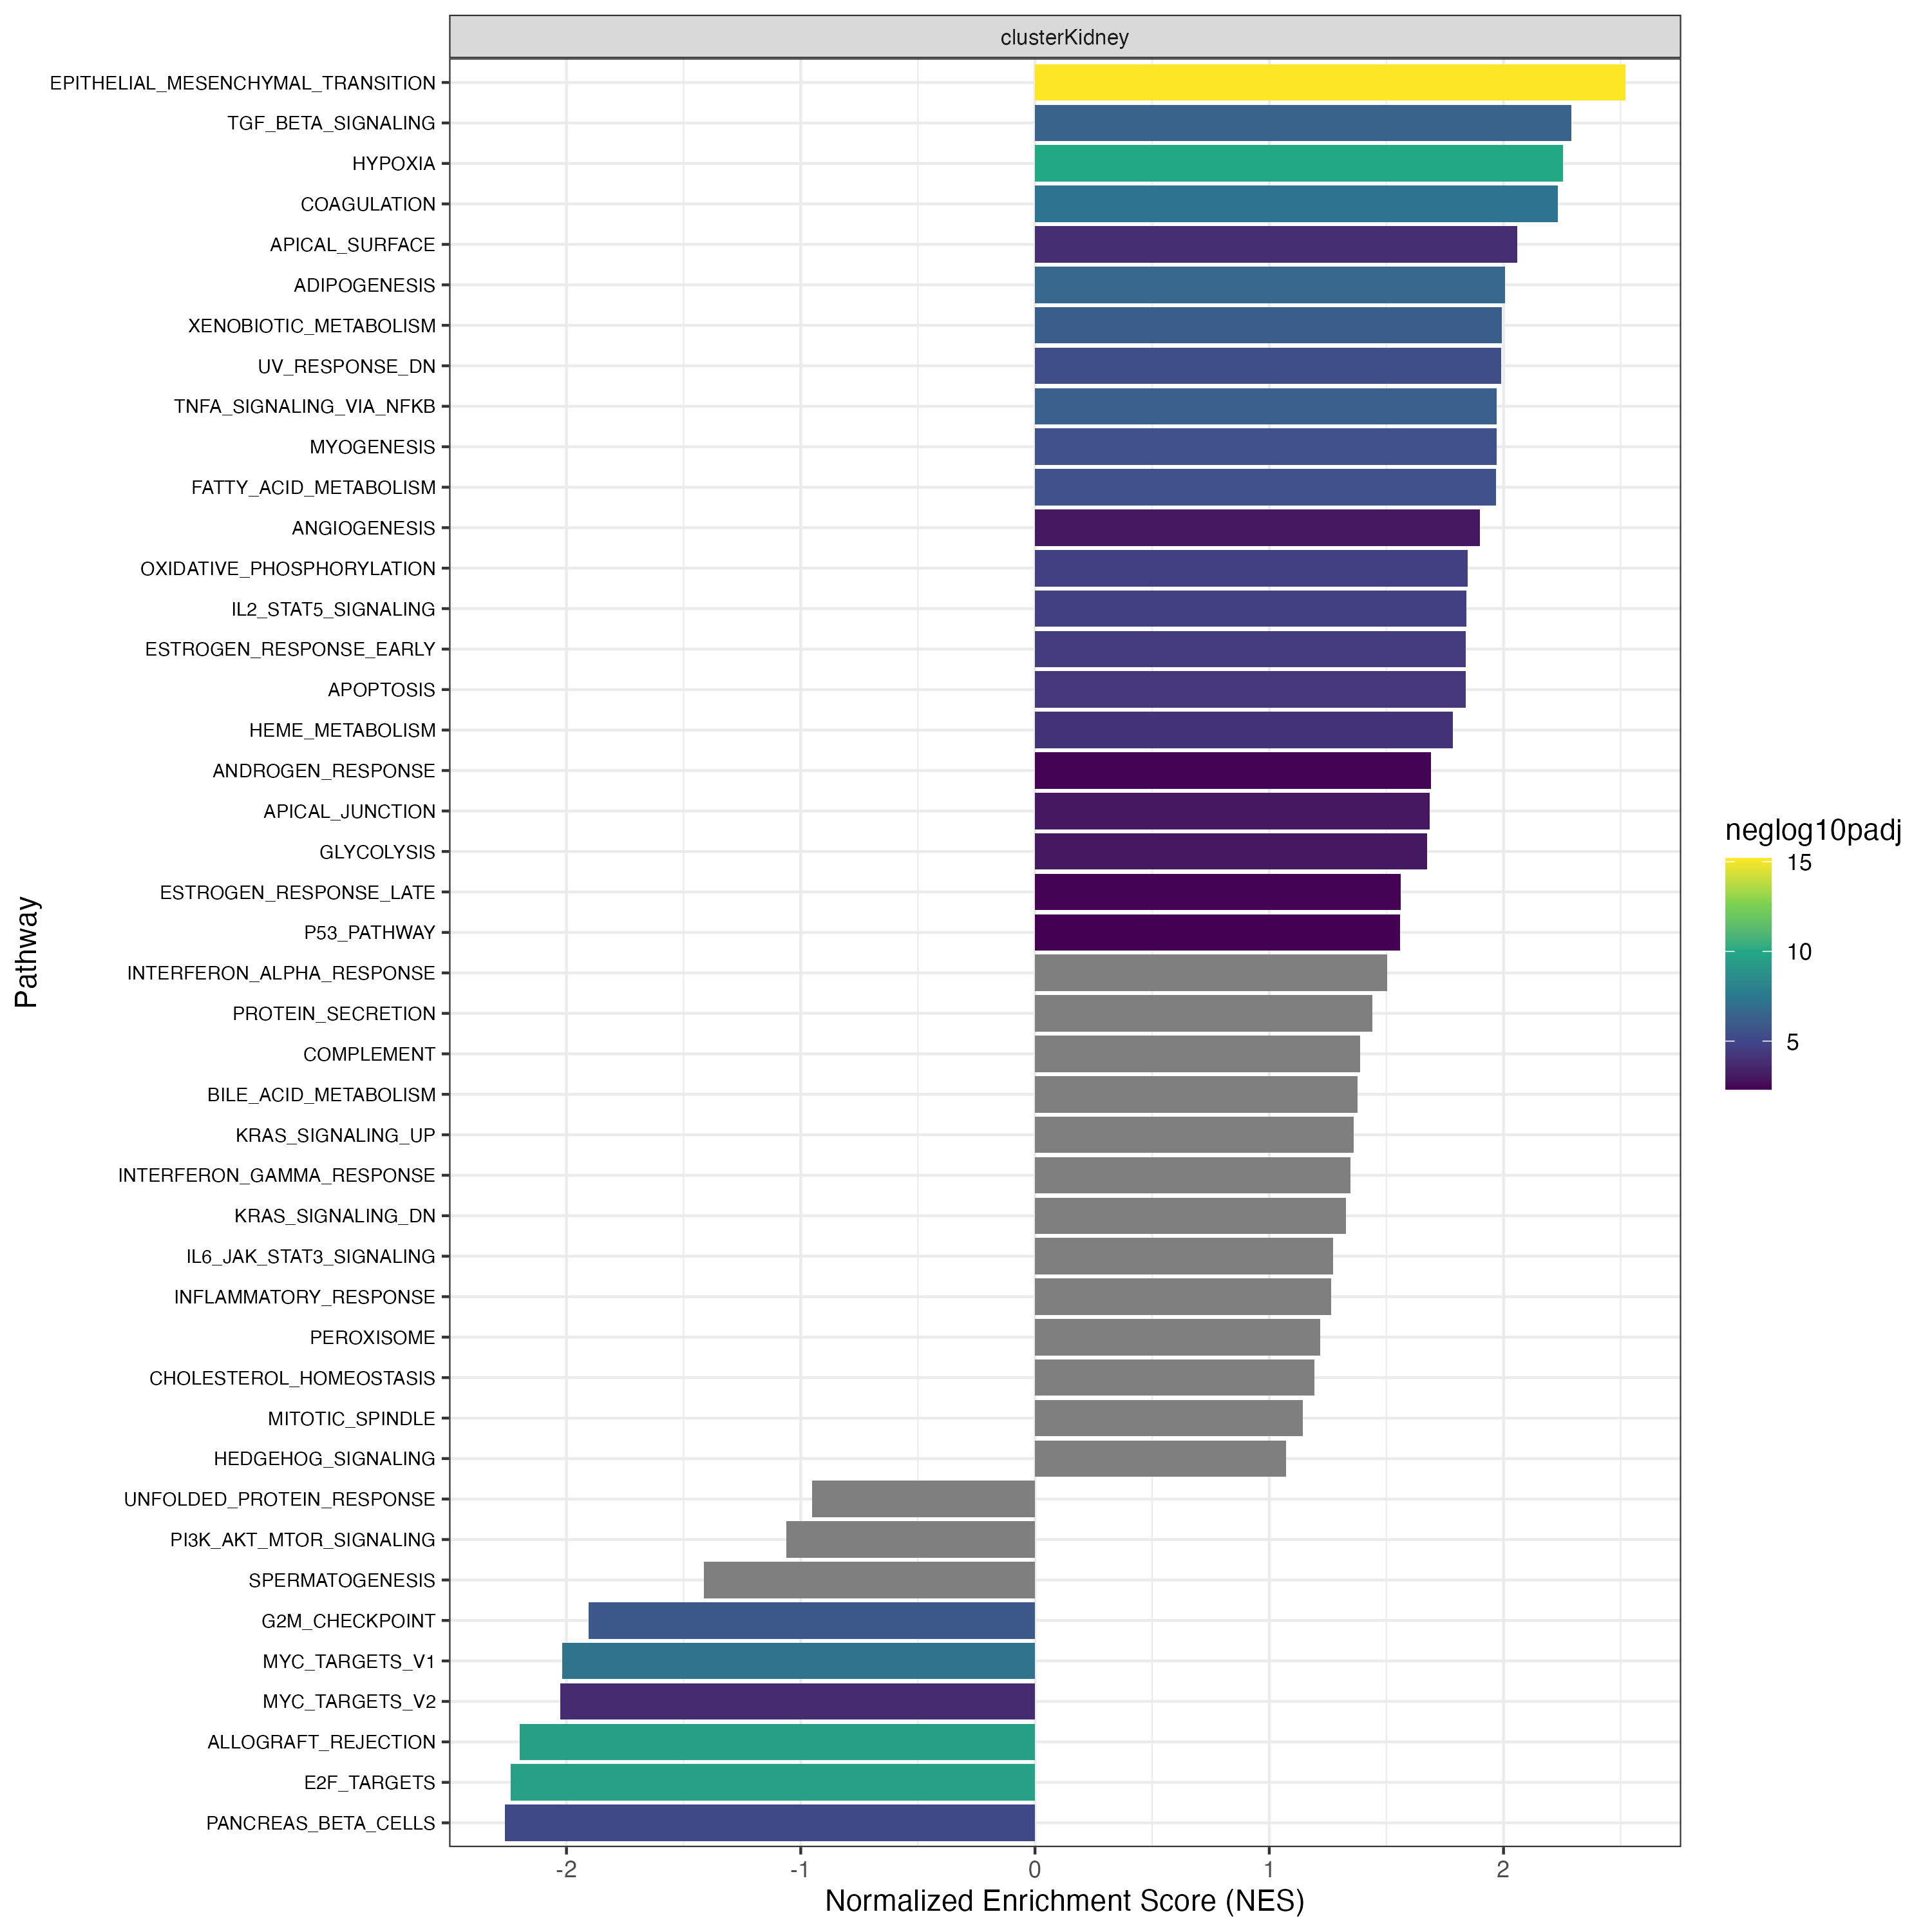 clusterKidney
EPITHELIAL_MESENCHYMAL_TRANSITION
TGF_BETA_SIGNALING
HYPOXIA
COAGULATION
APICAL_SURFACE
ADIPOGENESIS
XENOBIOTIC_METABOLISM
UV_RESPONSE_DN
TNFA_SIGNALING_VIA_NFKB
MYOGENESIS
FATTY_ACID_METABOLISM
ANGIOGENESIS
OXIDATIVE_PHOSPHORYLATION
IL2_STAT5_SIGNALING
ESTROGEN_RESPONSE_EARLY
APOPTOSIS
HEME_METABOLISM
ANDROGEN_RESPONSE
APICAL_JUNCTION
GLYCOLYSIS
ESTROGEN_RESPONSE_LATE
P53_PATHWAY
INTERFERON_ALPHA_RESPONSE
PROTEIN_SECRETION
COMPLEMENT
BILE_ACID_METABOLISM
KRAS_SIGNALING_UP
INTERFERON_GAMMA_RESPONSE
KRAS_SIGNALING_DN
IL6_JAK_STAT3_SIGNALING
INFLAMMATORY_RESPONSE
PEROXISOME
CHOLESTEROL_HOMEOSTASIS
MITOTIC_SPINDLE
HEDGEHOG_SIGNALING
UNFOLDED_PROTEIN_RESPONSE
PI3K_AKT_MTOR_SIGNALING
SPERMATOGENESIS
G2M_CHECKPOINT
MYC_TARGETS_V1
MYC_TARGETS_V2
ALLOGRAFT_REJECTION
E2F_TARGETS
PANCREAS_BETA_CELLS
Pathway
-2 -1 0 1 2
Normalized Enrichment Score (NES)
neglog10padj
15
10
5